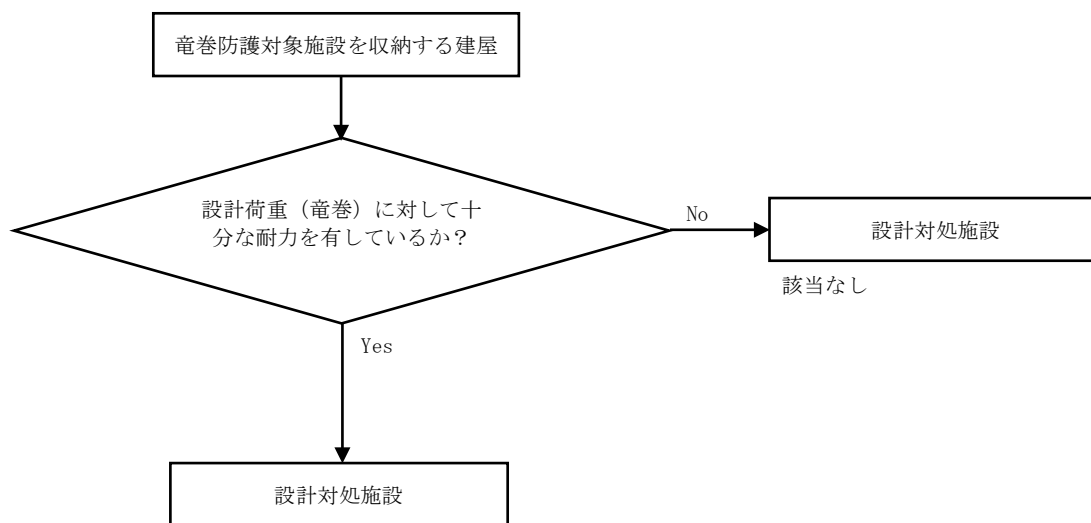 竜巻防護対象施設を収納する建屋
設計荷重（竜巻）に対して十
分な耐力を有しているか？
No
設計対処施設
該当なし
Yes
設計対処施設